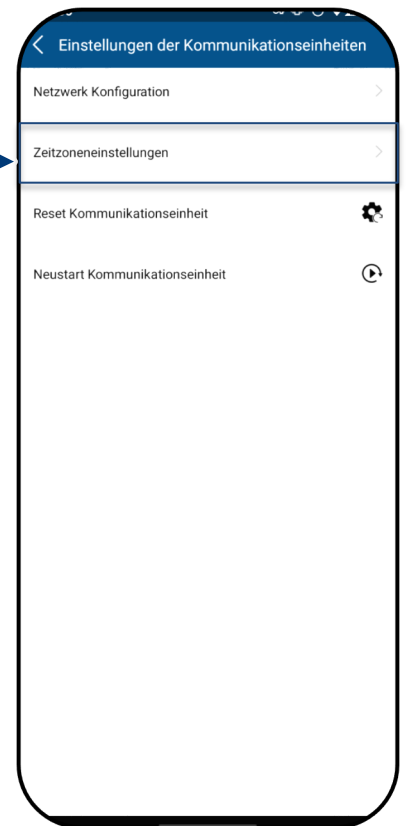 Einstellungen der Kommunikationseinheiten
Netzwerk Konfiguration
Zeitzoneneinstellungen
Reset Kommunikationseinheit
Neustart Kommunikationseinheit